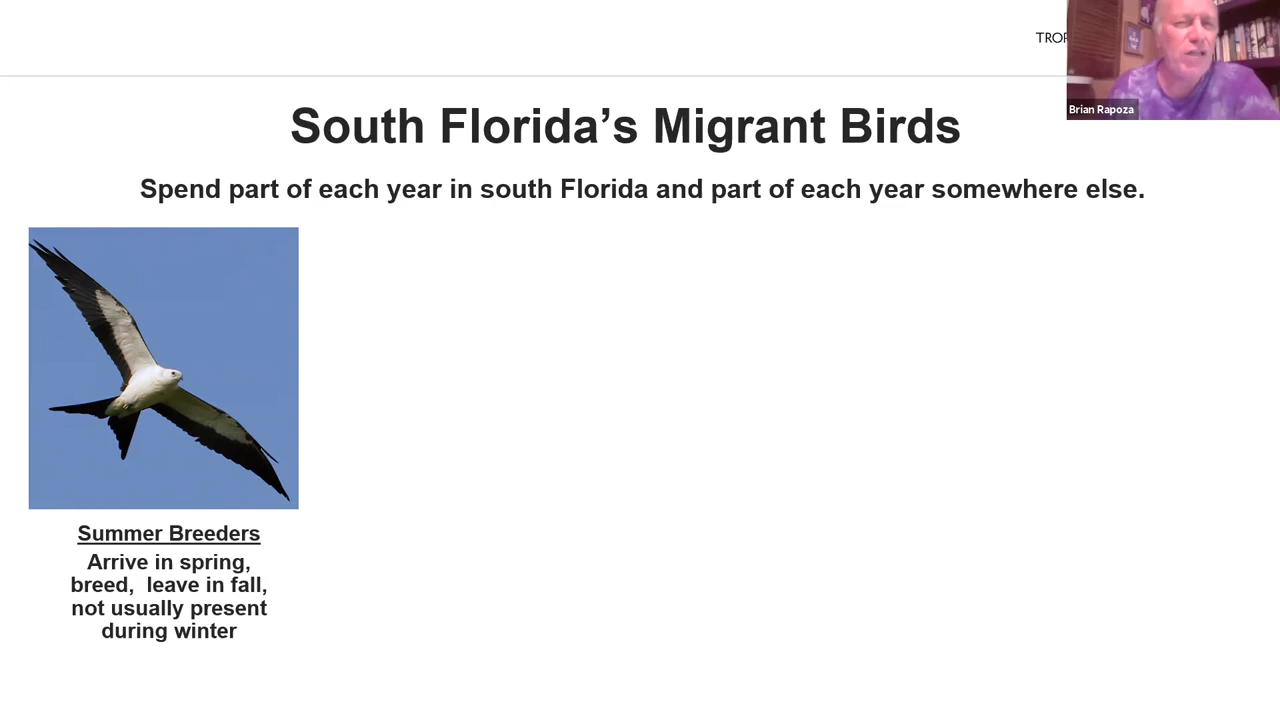 South Florida’s Migrant Birds
Spend part of each year in south Florida and part of each year somewhere else.
Brian Rapoza
Summer Breeders
Arrive in spring,
breed,  leave in fall,
not usually present
during winter